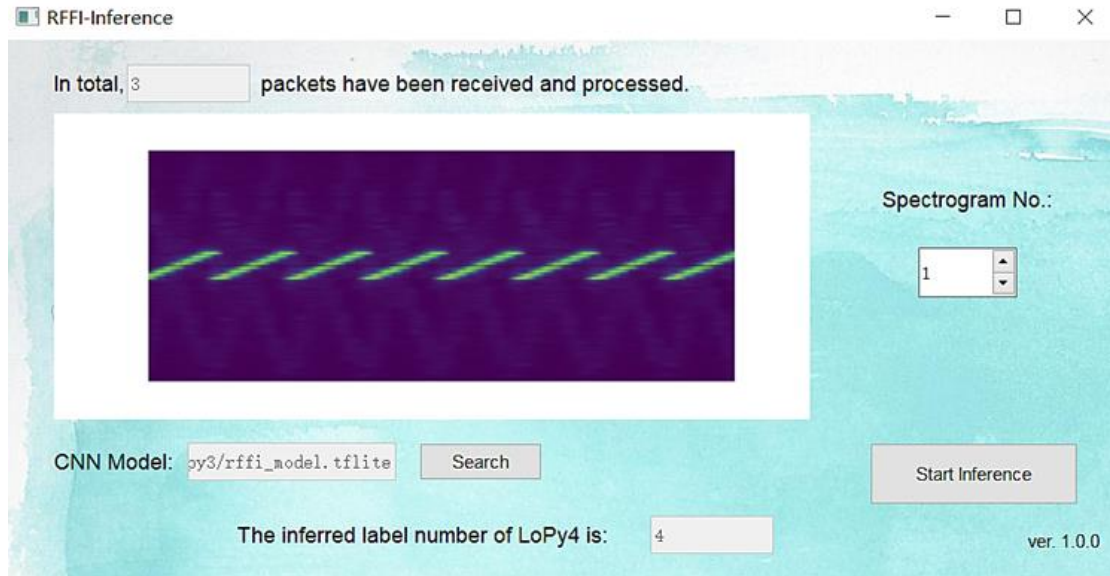 RFFI-Inference
In total, 3 packets have been received and processed.
Spectrogram No.:
1
CNN Model: py3/rffi_model.tflite Search
Start Inference
The inferred label number of LoPy4 is: 4
ver. 1.0.0